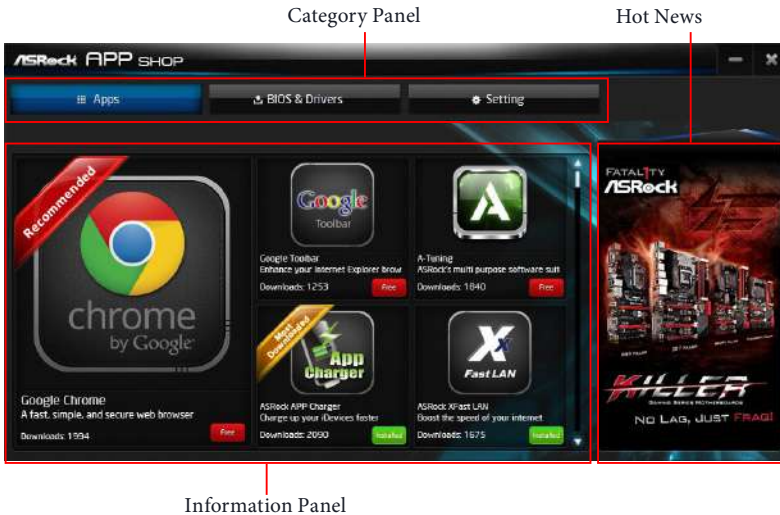 Category Panel
Hot News
ASRock APP SHOP
Apps
BIOS & Drivers
Setting
Recommended
chrome
by Google
Google Chrome
A fast, simple, and secure web browser
Downloads: 1994
Free
Google
Toolbar
Google Toolbar
Enhance your Internet Explorer brow
Downloads: 1253
Free
A-Tuning
ASRock's multi purpose software suit
Downloads: 1840
Free
Most
Downloaded
App
Charger
ASRock APP Charger
Charge up your iDevices faster
Downloads: 2090
Installed
X
Fast LAN
ASRock XFast LAN
Boost the speed of your internet
Downloads: 1675
Installed
FATAL1TY
ASRock
KILLER
GAMING SERIES MOTHERBOARDS
NO LAG, JUST FRAG!
Information Panel